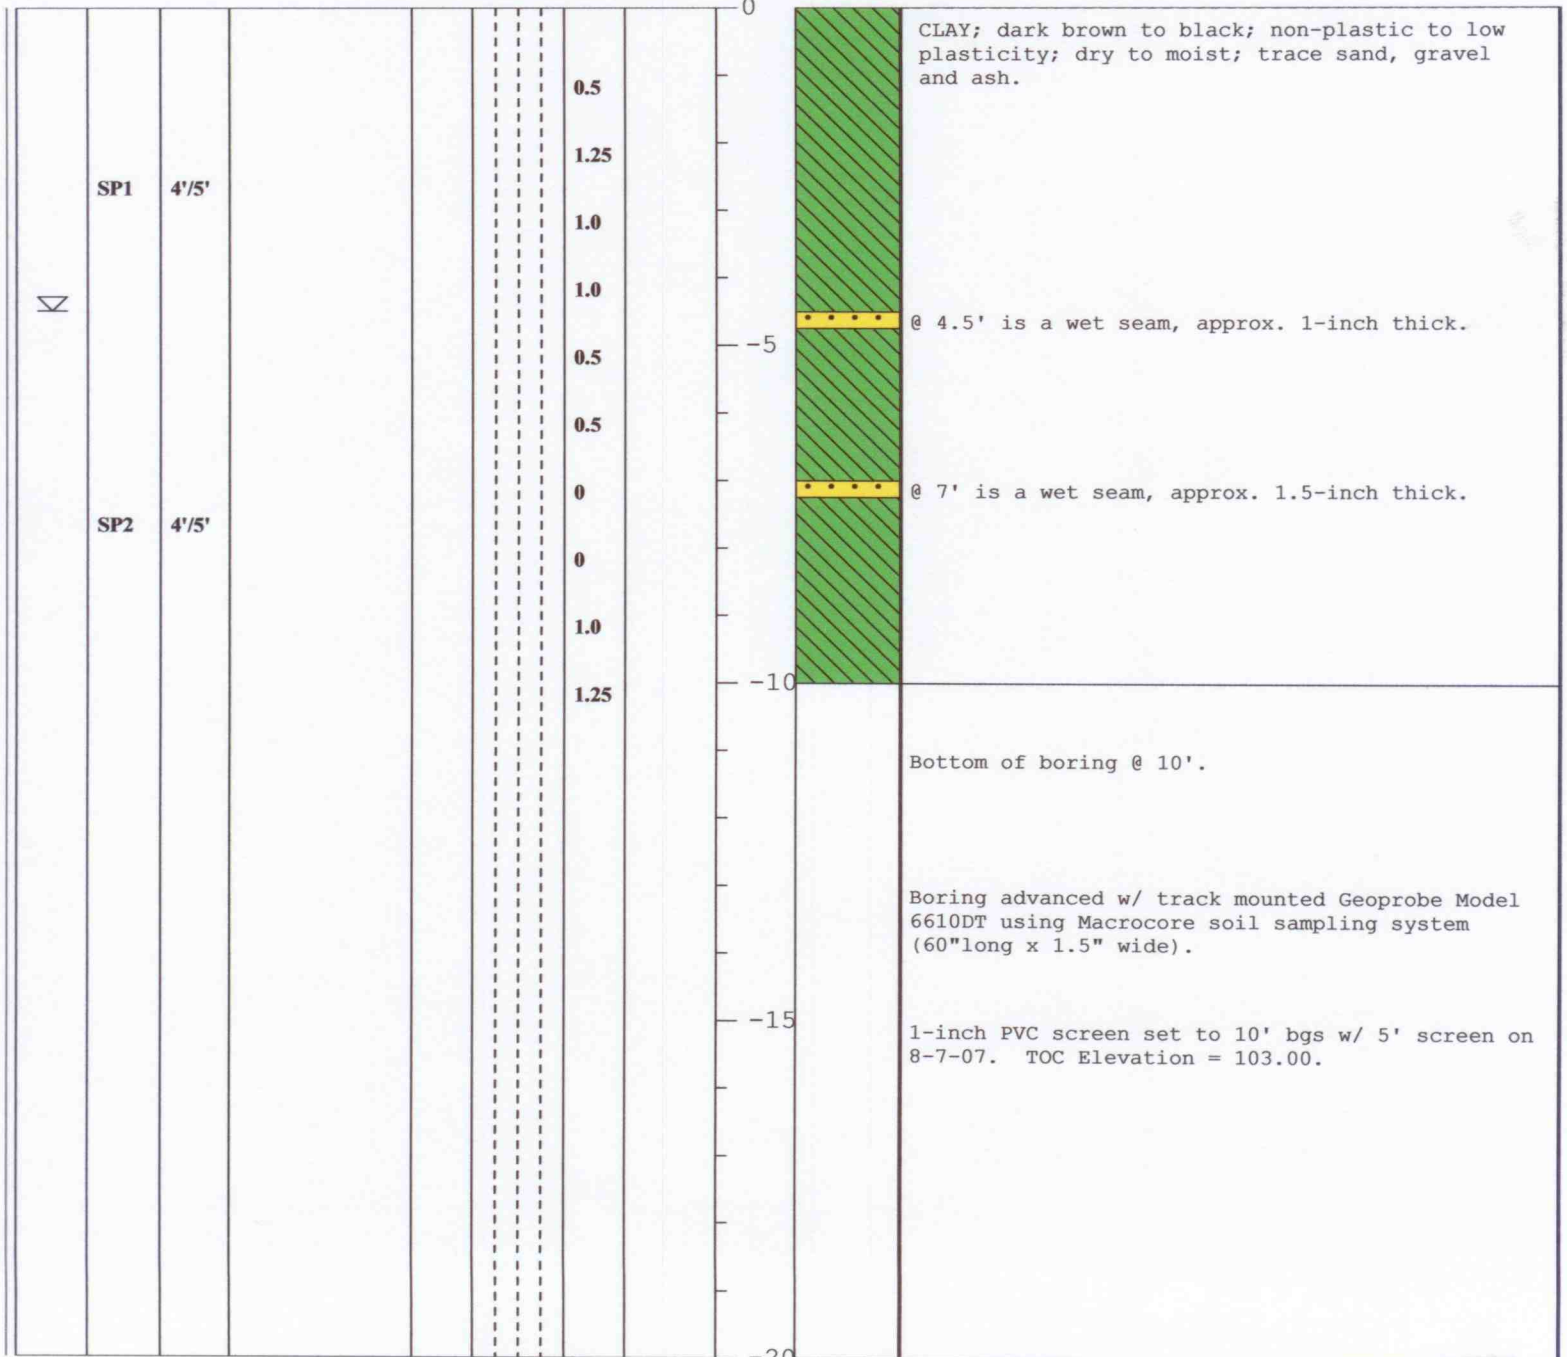 0
CLAY; dark brown to black; non-plastic to low
plasticity; dry to moist; trace sand, gravel
and ash.
0.5
1.25
SP1 4'/5'
1.0
1.0
@ 4.5' is a wet seam, approx. 1-inch thick.
-5
0.5
0.5
0
@ 7' is a wet seam, approx. 1.5-inch thick.
SP2 4'/5'
0
1.0
-10
1.25
Bottom of boring @ 10'.
Boring advanced w/ track mounted Geoprobe Model
6610DT using Macrocore soil sampling system
(60"long x 1.5" wide).
-15
1-inch PVC screen set to 10' bgs w/ 5' screen on
8-7-07. TOC Elevation = 103.00.
-20